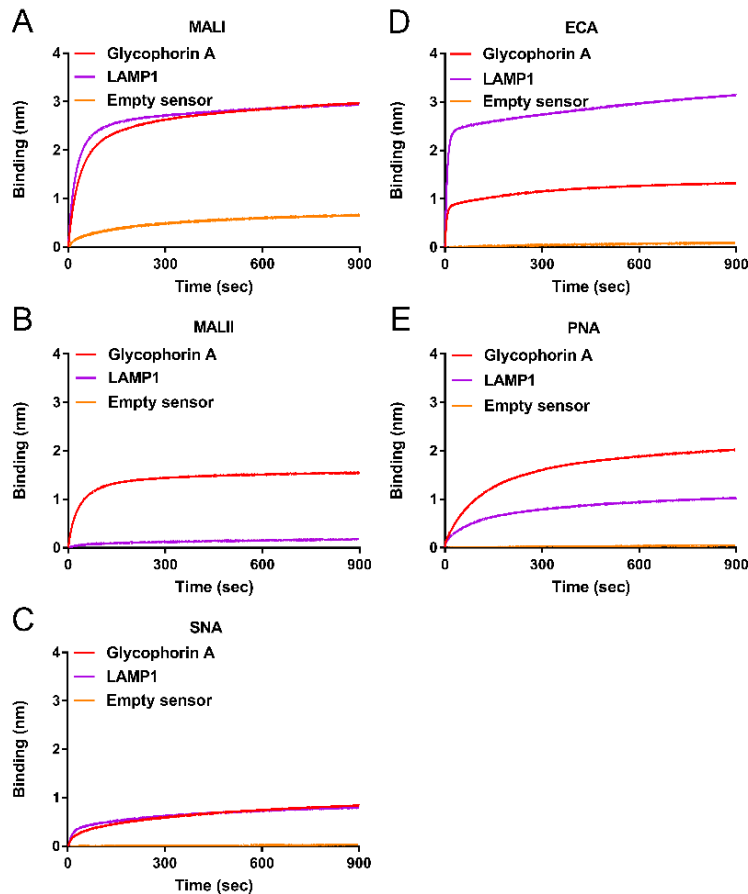 A
MALI
Glycophorin A
LAMP1
Empty sensor
4
3
2
1
0
Binding (nm)
0 300 600 900
Time (sec)
B
MALII
Glycophorin A
LAMP1
Empty sensor
4
3
2
1
0
Binding (nm)
0 300 600 900
Time (sec)
C
SNA
Glycophorin A
LAMP1
Empty sensor
4
3
2
1
0
Binding (nm)
0 300 600 900
Time (sec)
D
ECA
Glycophorin A
LAMP1
Empty sensor
4
3
2
1
0
Binding (nm)
0 300 600 900
Time (sec)
E
PNA
Glycophorin A
LAMP1
Empty sensor
4
3
2
1
0
Binding (nm)
0 300 600 900
Time (sec)